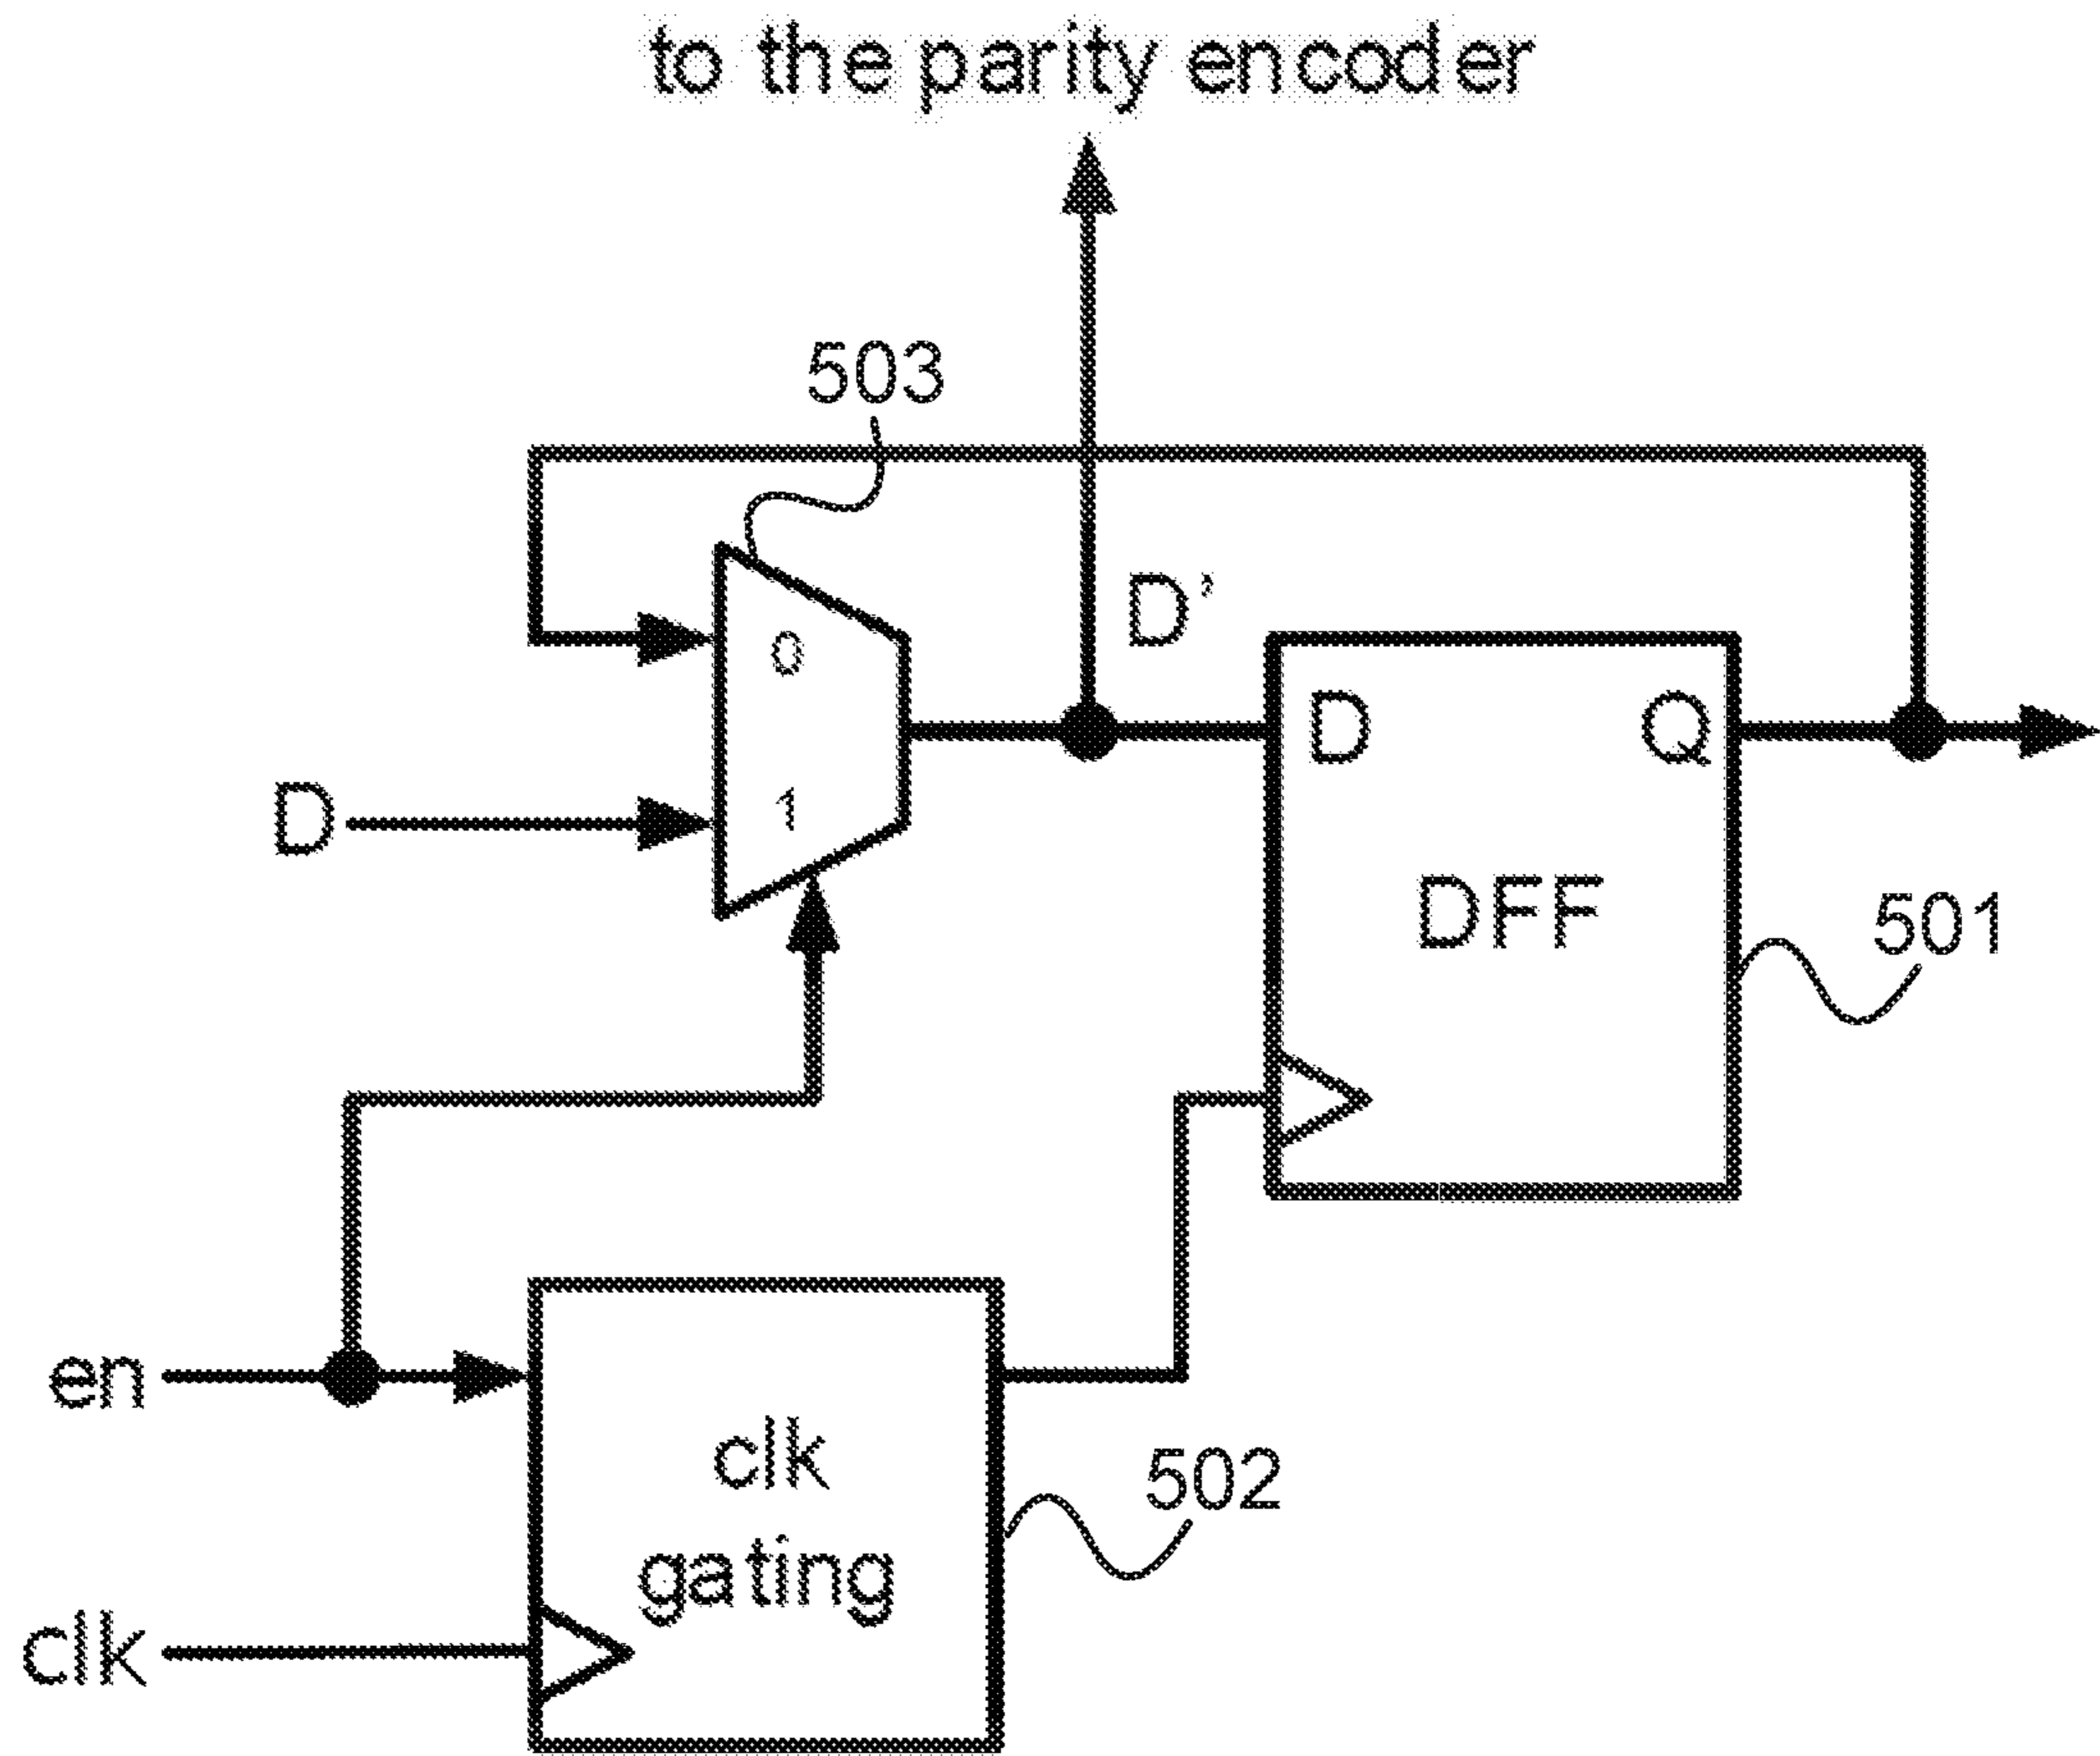 to the parity encoder
503
D’
0
D
Q
1
D
DFF
501
en
clk
gating
502
clk